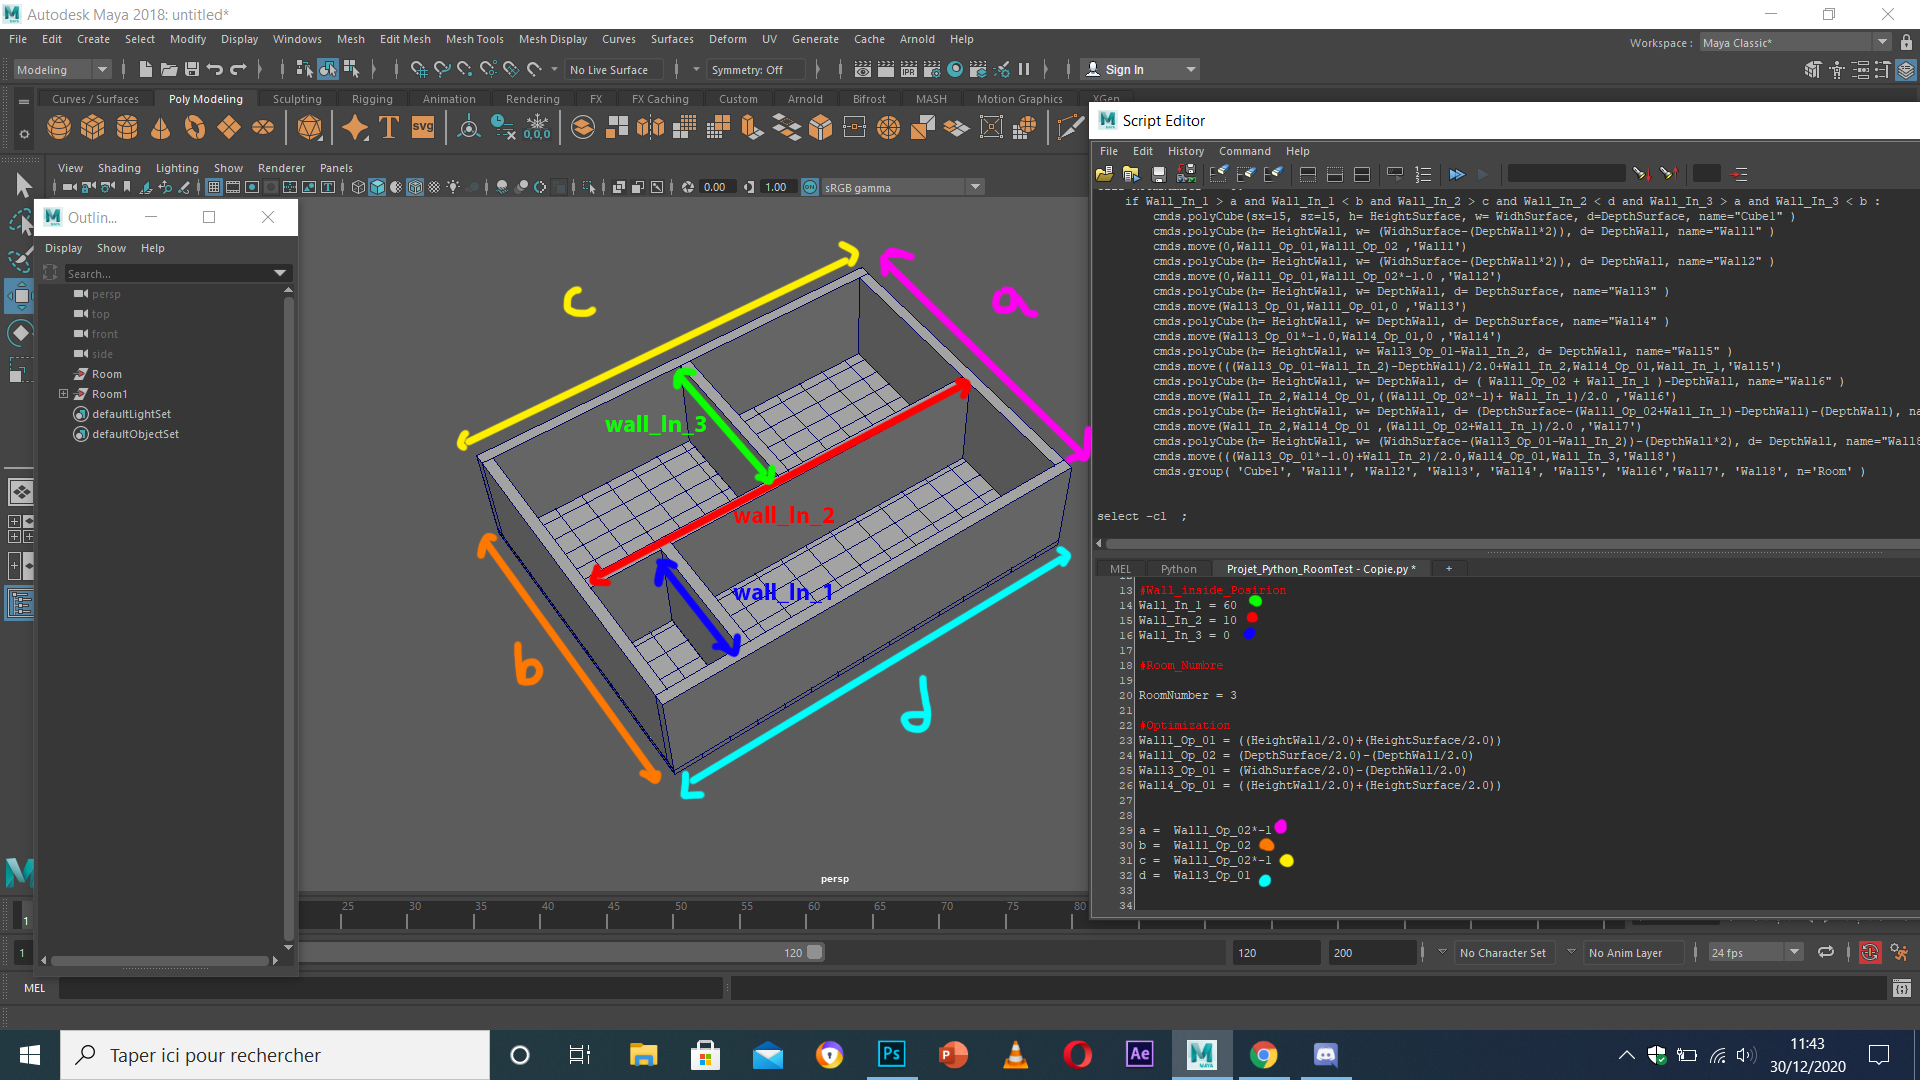 Autodesk Maya 2018: untitled*
File Edit Create Select Modify Display Windows Mesh Edit Mesh Mesh Tools Mesh Display Curves Surfaces Deform UV Generate Cache Arnold Help
Workspace : Maya Classic*
Modeling No Live Surface Symmetry: Off IPR Sign In
Curves / Surfaces Poly Modeling Sculpting Rigging Animation Rendering FX FX Caching Custom Arnold Bifrost MASH Motion Graphics XGen
T svg 0,0,0
View Shading Lighting Show Renderer Panels
0.00 1.00 ON sRGB gamma
Outlin...
Display Show Help
Search...
persp
top
front
side
Room
Room1
defaultLightSet
defaultObjectSet
c
a
wall_In_3
wall_In_2
wall_In_1
b
d
persp
Script Editor
File Edit History Command Help
if Wall_In_1 > a and Wall_In_1 < b and Wall_In_2 > c and Wall_In_2 < d and Wall_In_3 > a and Wall_In_3 < b :
cmds.polyCube(sx=15, sz=15, h= HeightSurface, w= WidhSurface, d=DepthSurface, name="Cube1" )
cmds.polyCube(h= HeightWall, w= (WidhSurface-(DepthWall*2)), d= DepthWall, name="Wall1" )
cmds.move(0,Wall1_Op_01,Wall1_Op_02 ,'Wall1')
cmds.polyCube(h= HeightWall, w= (WidhSurface-(DepthWall*2)), d= DepthWall, name="Wall2" )
cmds.move(0,Wall1_Op_01,Wall1_Op_02*-1.0 ,'Wall2')
cmds.polyCube(h= HeightWall, w= DepthWall, d= DepthSurface, name="Wall3" )
cmds.move(Wall3_Op_01,Wall1_Op_01,0 ,'Wall3')
cmds.polyCube(h= HeightWall, w= DepthWall, d= DepthSurface, name="Wall4" )
cmds.move(Wall3_Op_01*-1.0,Wall4_Op_01,0 ,'Wall4')
cmds.polyCube(h= HeightWall, w= Wall3_Op_01-Wall_In_2, d= DepthWall, name="Wall5" )
cmds.move(((Wall3_Op_01-Wall_In_2)-DepthWall)/2.0+Wall_In_2,Wall4_Op_01,Wall_In_1,'Wall5')
cmds.polyCube(h= HeightWall, w= DepthWall, d= ( Wall1_Op_02 + Wall_In_1 )-DepthWall, name="Wall6" )
cmds.move(Wall_In_2,Wall4_Op_01,((Wall1_Op_02*-1)+ Wall_In_1)/2.0 ,'Wall6')
cmds.polyCube(h= HeightWall, w= DepthWall, d= (DepthSurface-(Wall1_Op_02+Wall_In_1)-DepthWall)-(DepthWall), na
cmds.move(Wall_In_2,Wall4_Op_01 ,(Wall1_Op_02+Wall_In_1)/2.0 ,'Wall7')
cmds.polyCube(h= HeightWall, w= (WidhSurface-(Wall3_Op_01-Wall_In_2))-(DepthWall*2), d= DepthWall, name="Wall8
cmds.move(((Wall3_Op_01*-1.0)+Wall_In_2)/2.0,Wall4_Op_01,Wall_In_3,'Wall8')
cmds.group( 'Cube1', 'Wall1', 'Wall2', 'Wall3', 'Wall4', 'Wall5', 'Wall6','Wall7', 'Wall8', n='Room' )
select -cl ;
MEL Python Projet_Python_RoomTest - Copie.py * +
13 #Wall_inside_Posirion
14 Wall_In_1 = 60
15 Wall_In_2 = 10
16 Wall_In_3 = 0
17
18 #Room_Numbre
19
20 RoomNumber = 3
21
22 #Optimization
23 Wall1_Op_01 = ((HeightWall/2.0)+(HeightSurface/2.0))
24 Wall1_Op_02 = (DepthSurface/2.0)-(DepthWall/2.0)
25 Wall3_Op_01 = (WidhSurface/2.0)-(DepthWall/2.0)
26 Wall4_Op_01 = ((HeightWall/2.0)+(HeightSurface/2.0))
27
28
29 a = Wall1_Op_02*-1
30 b = Wall1_Op_02
31 c = Wall1_Op_02*-1
32 d = Wall3_Op_01
33
34
1 25 30 35 40 45 50 55 60 65 70 75 80
1 120 120 200 No Character Set No Anim Layer 24 fps
MEL
Taper ici pour rechercher
Ps P Ae M
11:43
30/12/2020